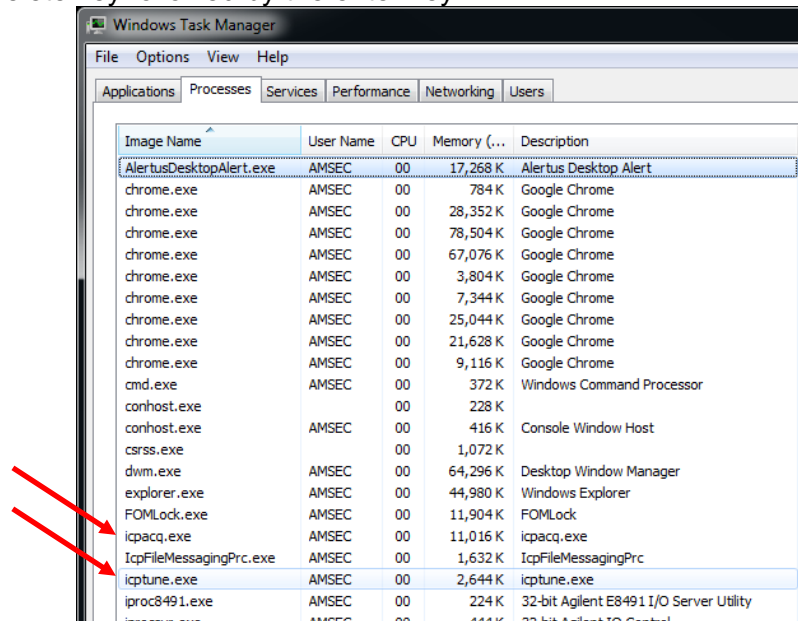 Windows Task Manager
File Options View Help
Applications Processes Services Performance Networking Users
Image Name User Name CPU Memory (... Description
AlertusDesktopAlert.exe AMSEC 00 17,268 K Alertus Desktop Alert
chrome.exe AMSEC 00 784 K Google Chrome
chrome.exe AMSEC 00 28,352 K Google Chrome
chrome.exe AMSEC 00 78,504 K Google Chrome
chrome.exe AMSEC 00 67,076 K Google Chrome
chrome.exe AMSEC 00 3,804 K Google Chrome
chrome.exe AMSEC 00 7,344 K Google Chrome
chrome.exe AMSEC 00 25,044 K Google Chrome
chrome.exe AMSEC 00 21,628 K Google Chrome
chrome.exe AMSEC 00 9,116 K Google Chrome
cmd.exe AMSEC 00 372 K Windows Command Processor
conhost.exe 00 228 K
conhost.exe AMSEC 00 416 K Console Window Host
csrss.exe 00 1,072 K
dwm.exe AMSEC 00 64,296 K Desktop Window Manager
explorer.exe AMSEC 00 44,980 K Windows Explorer
FOMLock.exe AMSEC 00 11,904 K FOMLock
icpacq.exe AMSEC 00 11,016 K icpacq.exe
IcpFileMessagingPrc.exe AMSEC 00 1,632 K IcpFileMessagingPrc
icptune.exe AMSEC 00 2,644 K icptune.exe
iproc8491.exe AMSEC 00 224 K 32-bit Agilent E8491 I/O Server Utility